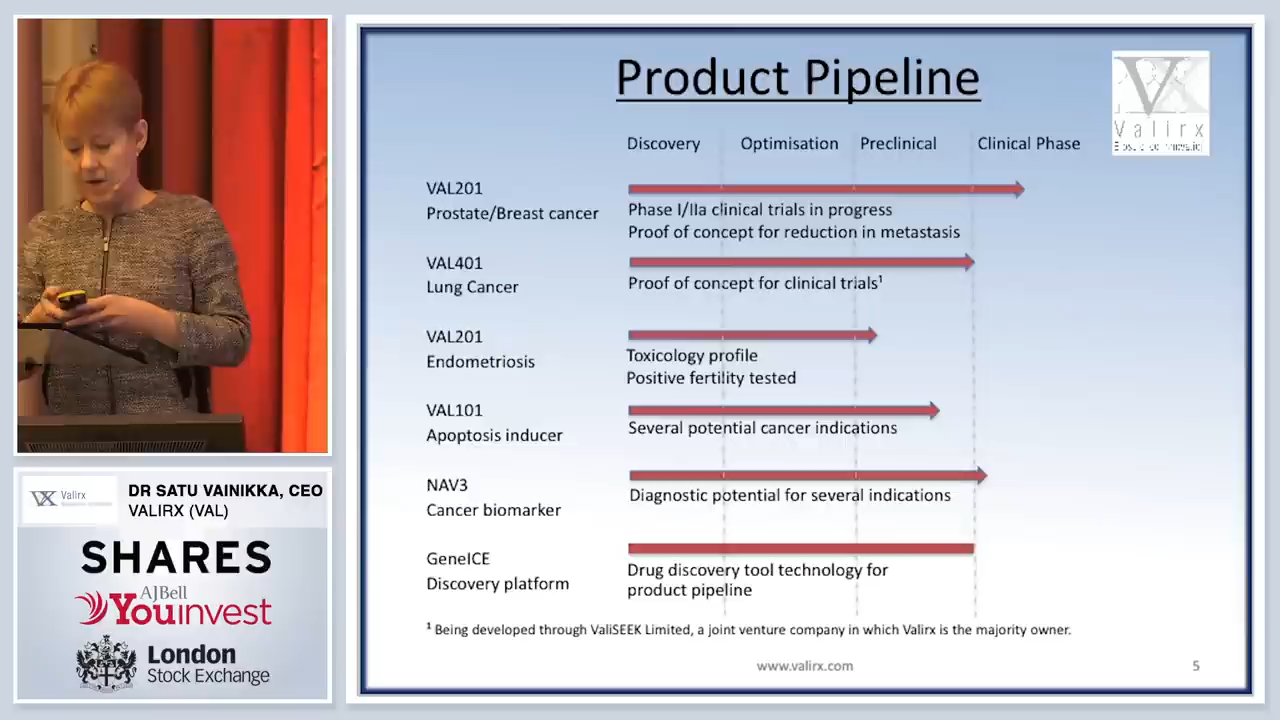 Product Pipeline
Valirx
Discovery Optimisation Preclinical Clinical Phase
VAL201
Prostate/Breast cancer
Phase I/IIa clinical trials in progress
Proof of concept for reduction in metastasis
VAL401
Lung Cancer
Proof of concept for clinical trials¹
VAL201
Endometriosis
Toxicology profile
Positive fertility tested
VAL101
Apoptosis inducer
Several potential cancer indications
NAV3
Cancer biomarker
Diagnostic potential for several indications
GeneICE
Discovery platform
Drug discovery tool technology for
product pipeline
¹ Being developed through ValiSEEK Limited, a joint venture company in which Valirx is the majority owner.
www.valirx.com
5
Valirx
DR SATU VAINIKKA, CEO
VALIRX (VAL)
SHARES
AJBell
Youinvest
London
Stock Exchange